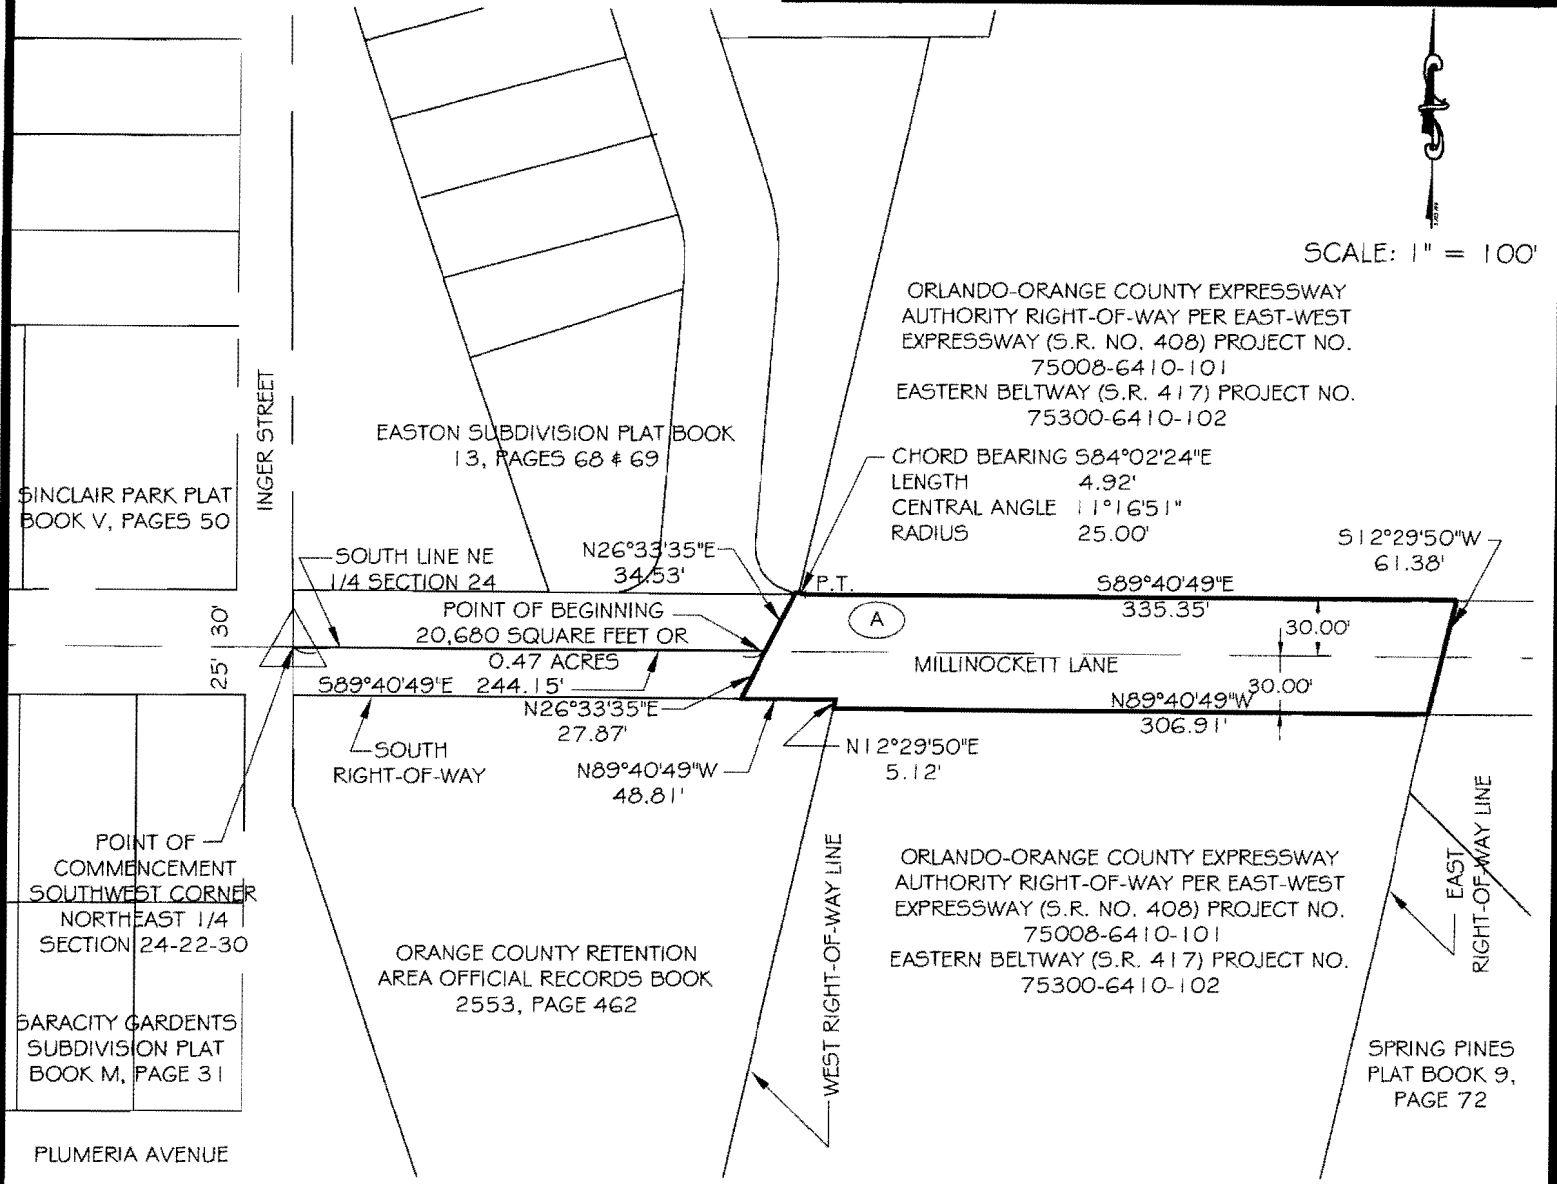 SCALE: 1" = 100'
ORLANDO-ORANGE COUNTY EXPRESSWAY
AUTHORITY RIGHT-OF-WAY PER EAST-WEST
EXPRESSWAY (S.R. NO. 408) PROJECT NO.
75008-6410-101
EASTERN BELTWAY (S.R. 417) PROJECT NO.
75300-6410-102
INGER STREET
EASTON SUBDIVISION PLAT BOOK
13, PAGES 68 & 69
CHORD BEARING S84°02'24"E
LENGTH 4.92'
CENTRAL ANGLE 11°16'51"
RADIUS 25.00'
SINCLAIR PARK PLAT
BOOK V, PAGES 50
S12°29'50"W
61.38'
SOUTH LINE NE
1/4 SECTION 24
N26°33'35"E
34.53'
P.T.
S89°40'49"E
335.35'
POINT OF BEGINNING
20,680 SQUARE FEET OR
0.47 ACRES
A
30.00'
25' 30'
MILLINOCKETT LANE
S89°40'49"E 244.15'
30.00'
N26°33'35"E
27.87'
N89°40'49"W
306.91'
SOUTH
RIGHT-OF-WAY
N89°40'49"W
48.81'
N12°29'50"E
5.12'
POINT OF
COMMENCEMENT
SOUTHWEST CORNER
NORTHEAST 1/4
SECTION 24-22-30
WEST RIGHT-OF-WAY LINE
EAST
RIGHT-OF-WAY LINE
ORLANDO-ORANGE COUNTY EXPRESSWAY
AUTHORITY RIGHT-OF-WAY PER EAST-WEST
EXPRESSWAY (S.R. NO. 408) PROJECT NO.
75008-6410-101
EASTERN BELTWAY (S.R. 417) PROJECT NO.
75300-6410-102
ORANGE COUNTY RETENTION
AREA OFFICIAL RECORDS BOOK
2553, PAGE 462
SARACITY GARDENTS
SUBDIVISION PLAT
BOOK M, PAGE 31
SPRING PINES
PLAT BOOK 9,
PAGE 72
PLUMERIA AVENUE